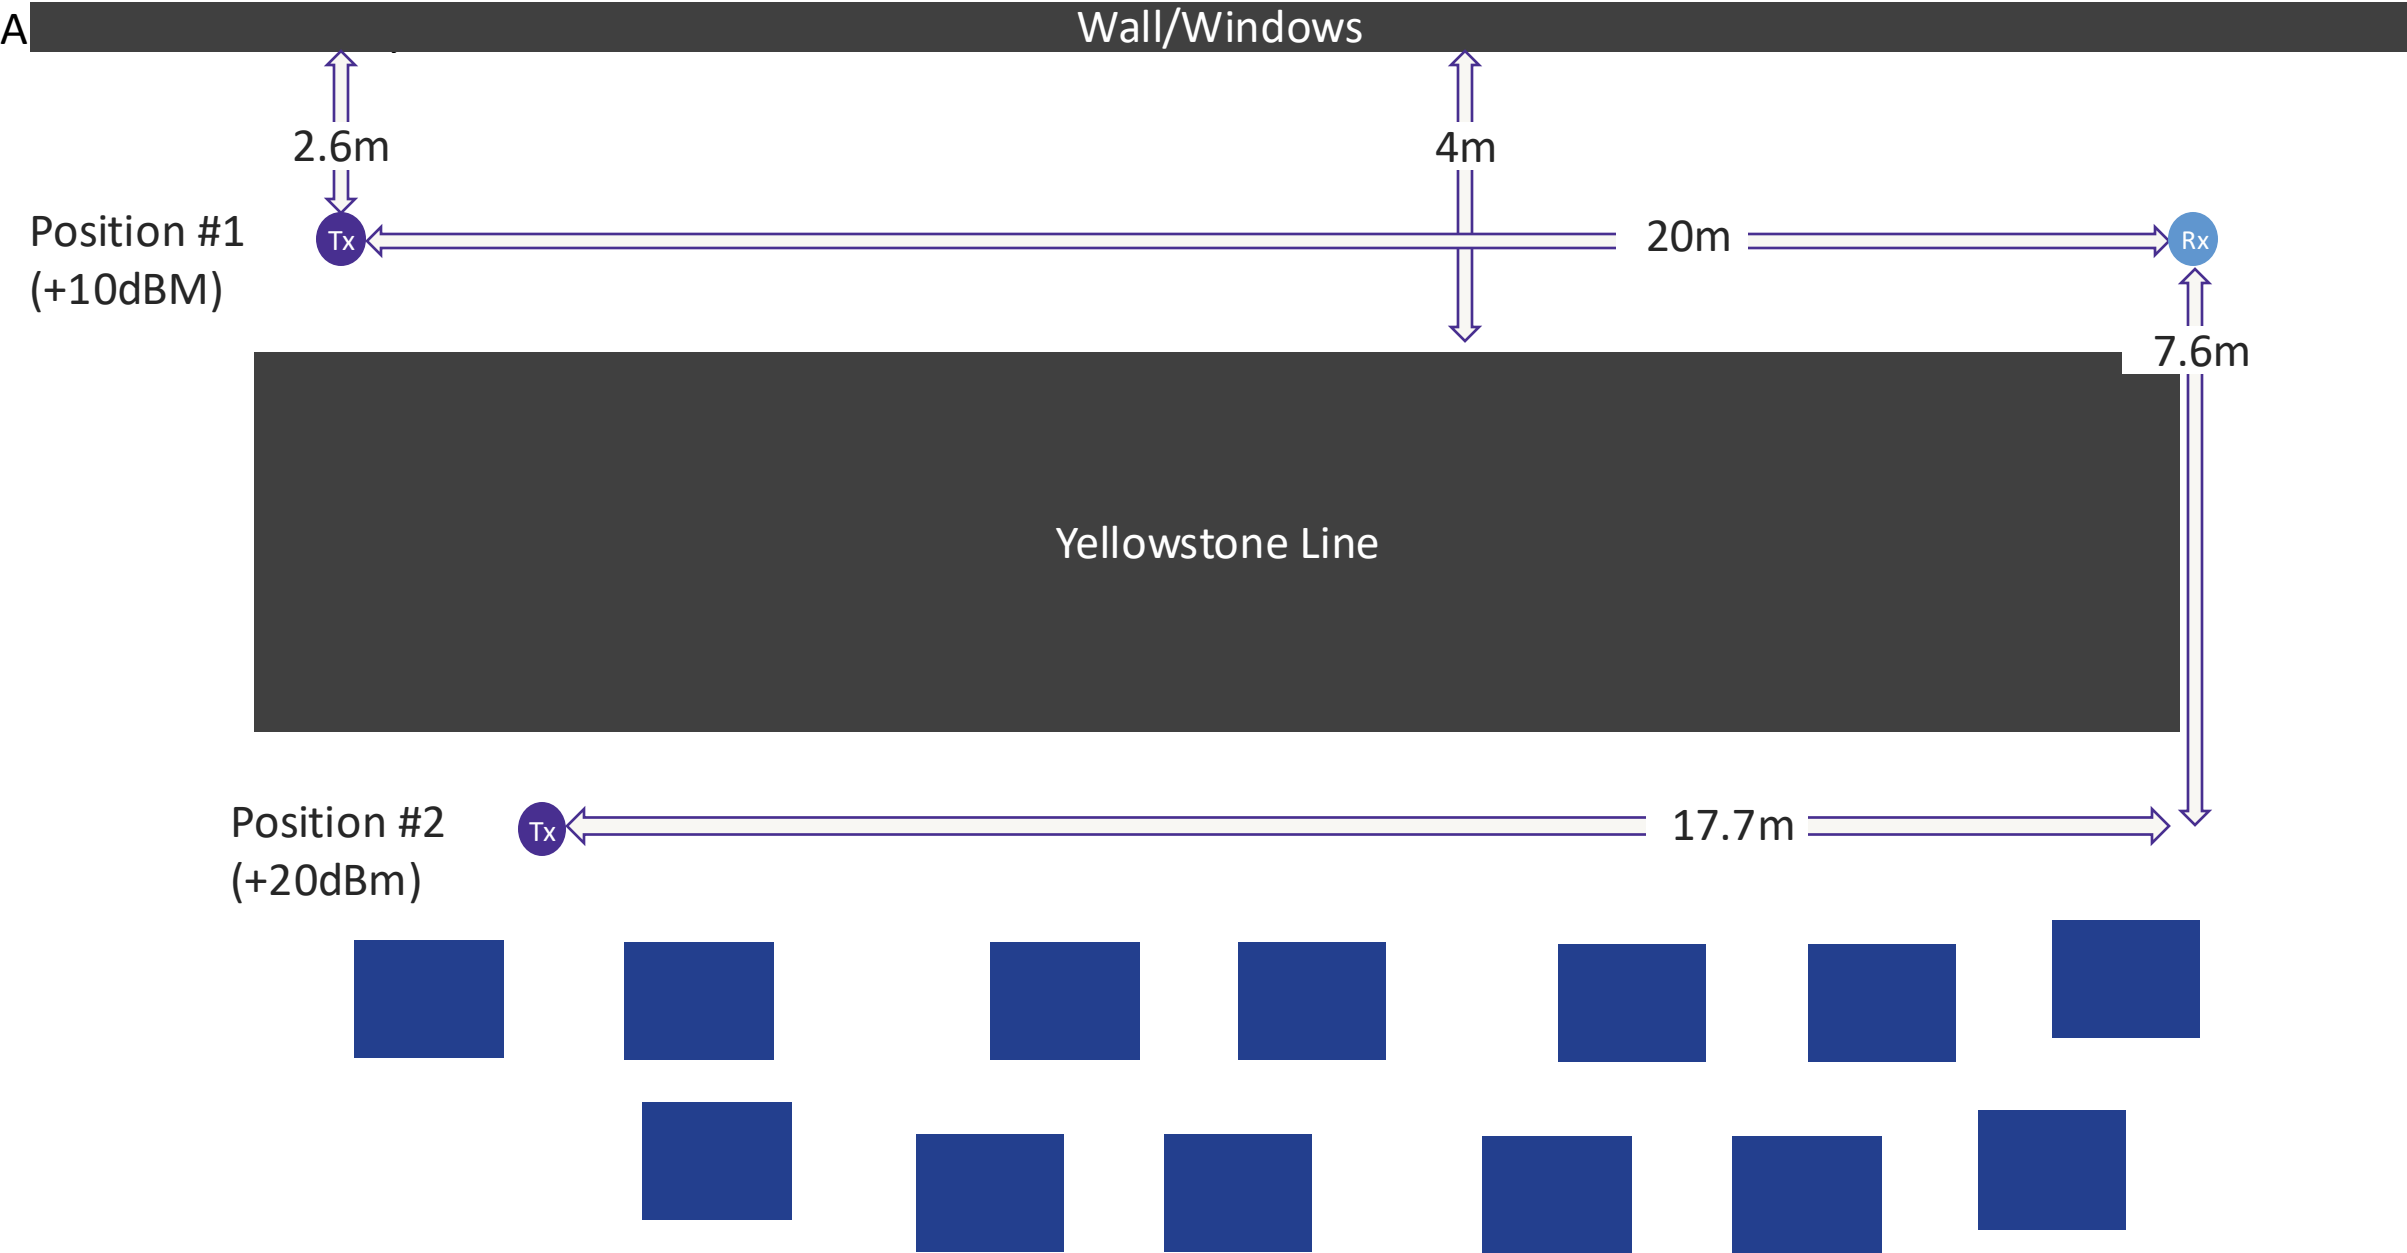 A
Wall/Windows
2.6m
4m
Position #1
(+10dBM)
Tx
20m
Rx
7.6m
Yellowstone Line
Position #2
(+20dBm)
Tx
17.7m